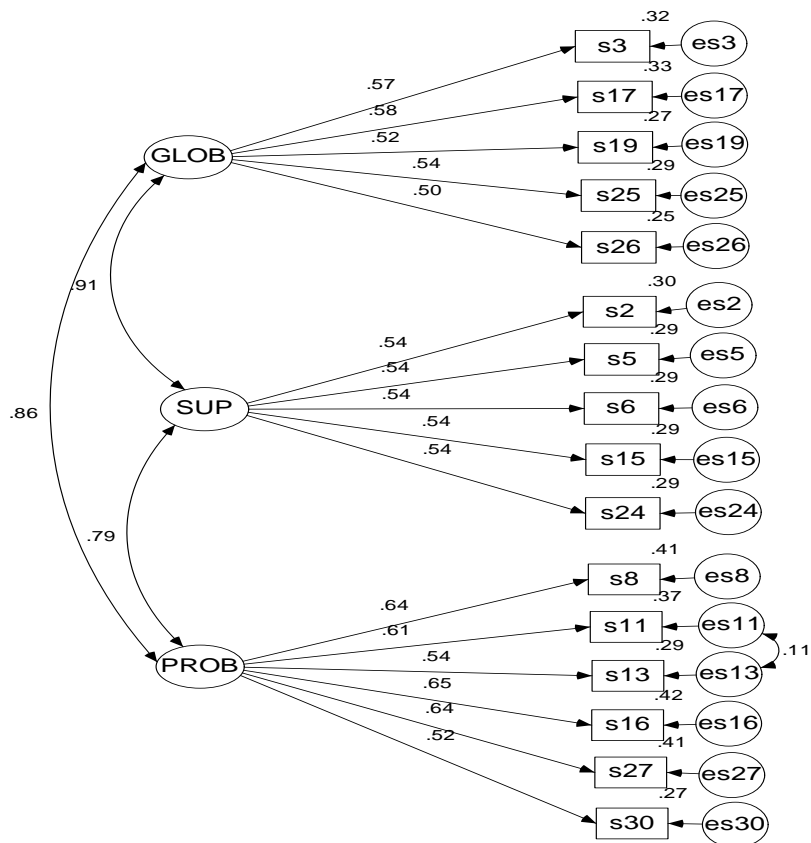 .32
s3
es3
.57
.33
s17
es17
.58
.27
s19
es19
.52
GLOB
.29
s25
es25
.54
.25
s26
es26
.50
.91
.30
s2
es2
.54
.29
s5
es5
.54
.29
SUP
s6
es6
.54
.86
.29
s15
es15
.54
.29
s24
es24
.54
.79
.41
s8
es8
.64
.37
s11
es11
.61
.29
.11
PROB
s13
es13
.54
.42
s16
es16
.65
.41
s27
es27
.64
.27
s30
es30
.52